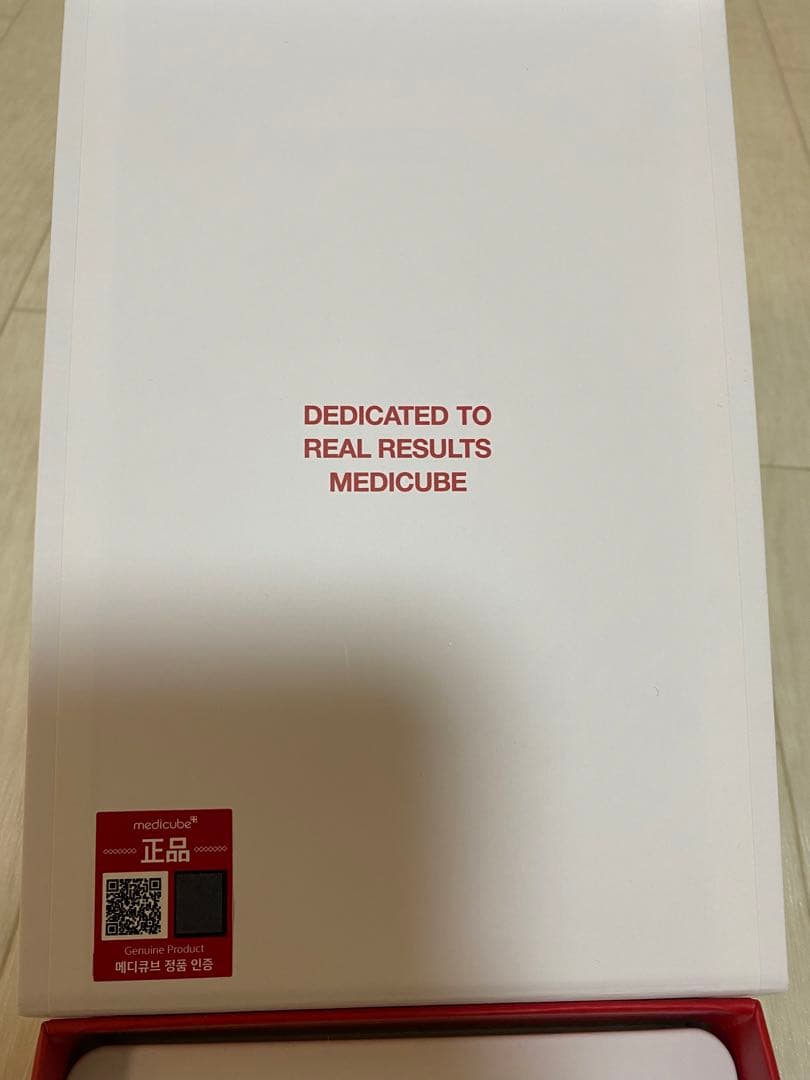 DEDICATED TO
REAL RESULTS
MEDICUBE
medicube
正品
Genuine Product
메디큐브 정품 인증